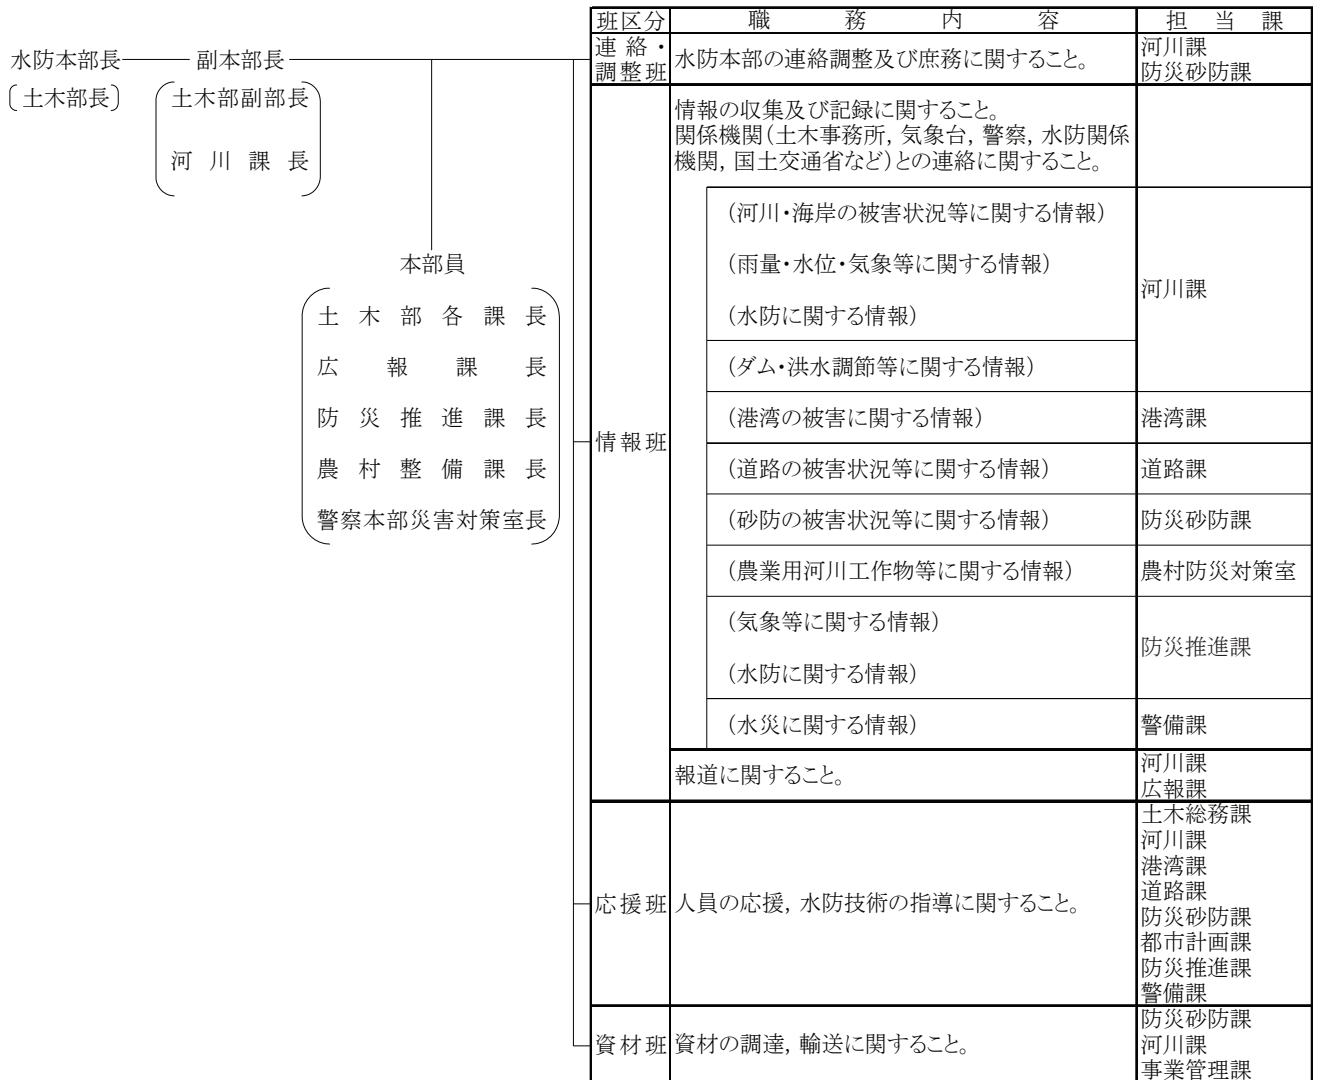 水防本部長 副本部長
〔土木部長〕
土木部副部長
河川課長
本部員
土木部各課長
広報課長
防災推進課長
農村整備課長
警察本部災害対策室長
班区分 職務内容 担当課
連絡・
調整班
水防本部の連絡調整及び庶務に関すること。
河川課
防災砂防課
情報班
情報の収集及び記録に関すること。
関係機関(土木事務所, 気象台, 警察, 水防関係
機関, 国土交通省など)との連絡に関すること。
(河川・海岸の被害状況等に関する情報)
(雨量・水位・気象等に関する情報)
(水防に関する情報)
(ダム・洪水調節等に関する情報)
河川課
(港湾の被害に関する情報) 港湾課
(道路の被害状況等に関する情報) 道路課
(砂防の被害状況等に関する情報) 防災砂防課
(農業用河川工作物等に関する情報) 農村防災対策室
(気象等に関する情報)
(水防に関する情報)
防災推進課
(水災に関する情報) 警備課
報道に関すること。
河川課
広報課
応援班 人員の応援, 水防技術の指導に関すること。
土木総務課
河川課
港湾課
道路課
防災砂防課
都市計画課
防災推進課
警備課
資材班 資材の調達, 輸送に関すること。
防災砂防課
河川課
事業管理課